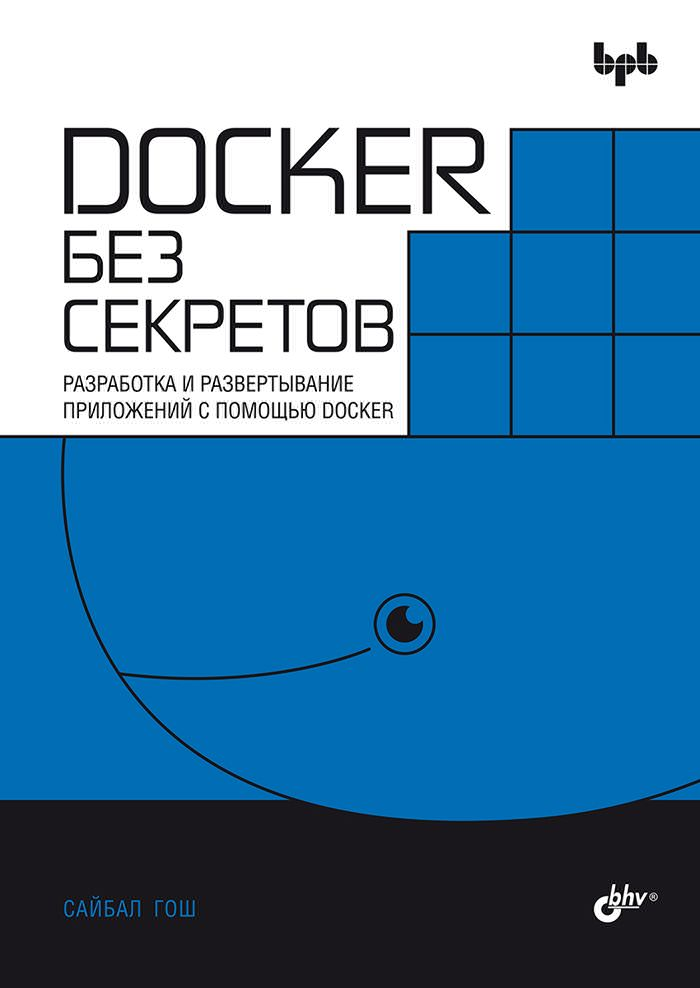 bpb
DOCKER
БЕЗ
СЕКРЕТОВ
РАЗРАБОТКА И РАЗВЕРТЫВАНИЕ
ПРИЛОЖЕНИЙ С ПОМОЩЬЮ DOCKER
САЙБАЛ ГОШ
bhv®